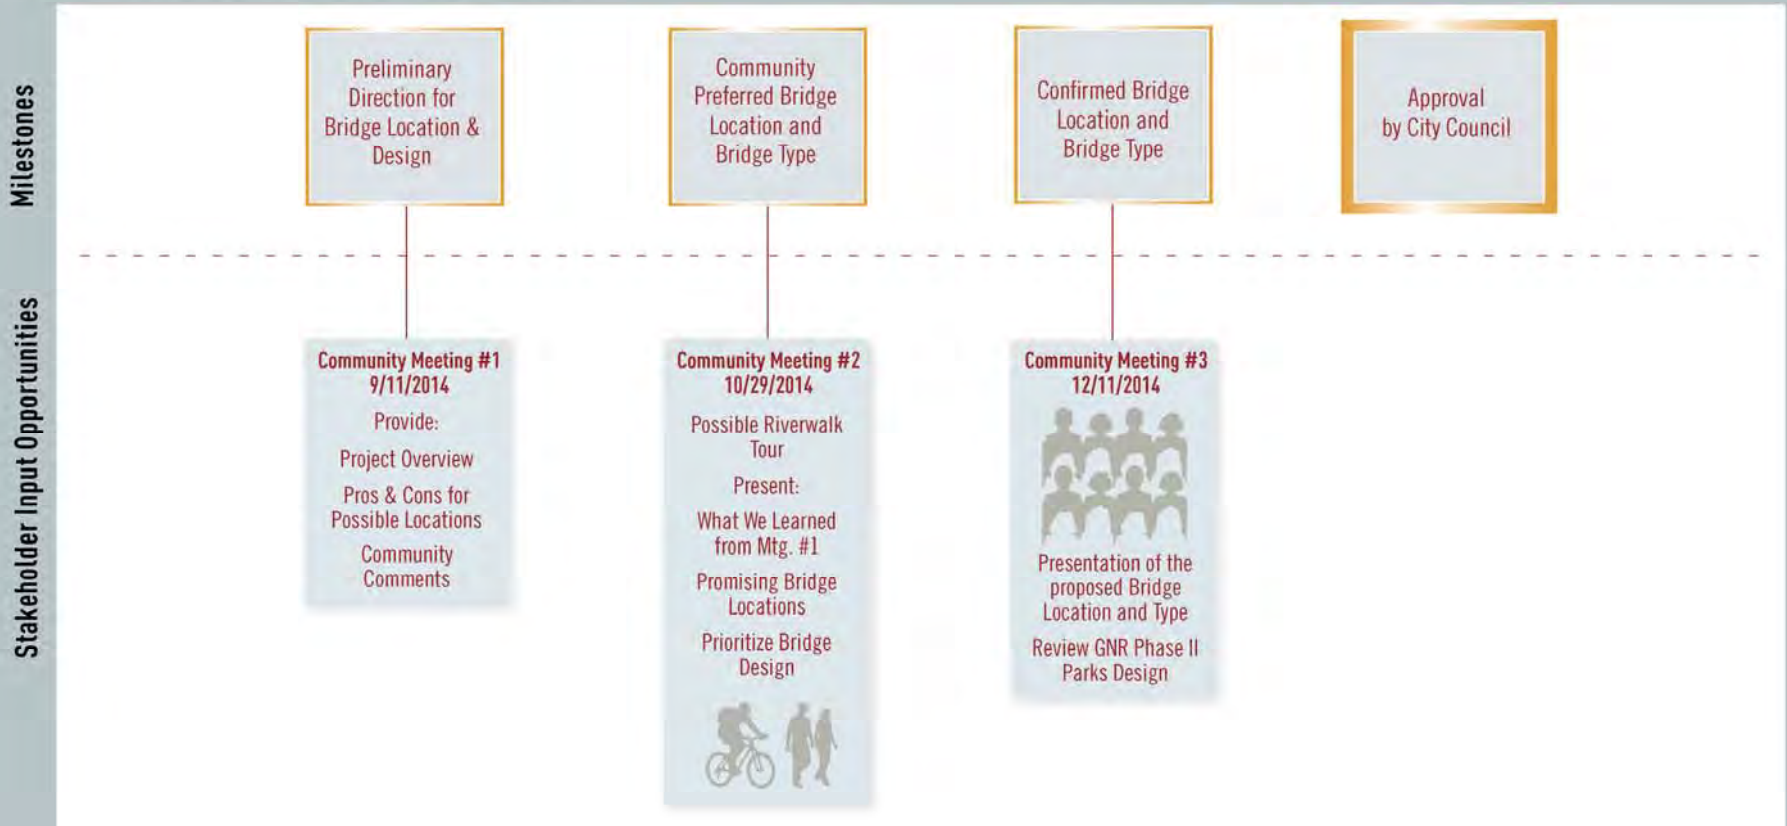 Milestones
Preliminary
Direction for
Bridge Location &
Design
Community
Preferred Bridge
Location and
Bridge Type
Confirmed Bridge
Location and
Bridge Type
Approval
by City Council
Stakeholder Input Opportunities
Community Meeting #1
9/11/2014
Provide:
Project Overview
Pros & Cons for
Possible Locations
Community
Comments
Community Meeting #2
10/29/2014
Possible Riverwalk
Tour
Present:
What We Learned
from Mtg. #1
Promising Bridge
Locations
Prioritize Bridge
Design
Community Meeting #3
12/11/2014
Presentation of the
proposed Bridge
Location and Type
Review GNR Phase II
Parks Design